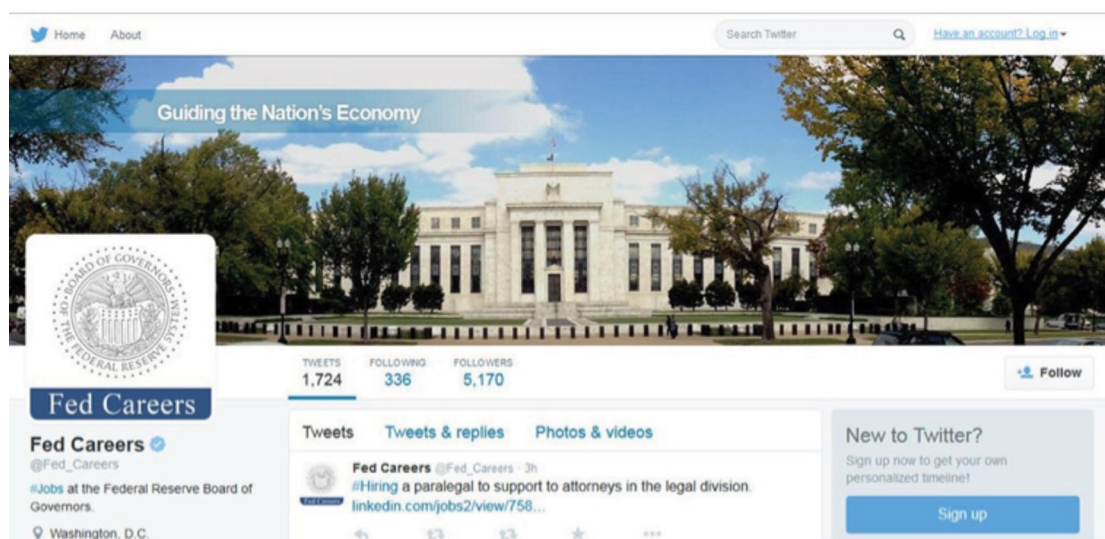 Home About
Search Twitter
Have an account? Log in
Guiding the Nation's Economy
BOARD OF GOVERNORS
OF THE FEDERAL RESERVE SYSTEM
Fed Careers
TWEETS FOLLOWING FOLLOWERS
1,724 336 5,170
Follow
Fed Careers
@Fed_Careers
#Jobs at the Federal Reserve Board of
Governors.
Washington, D.C.
Tweets Tweets & replies Photos & videos
Fed Careers @Fed_Careers · 3h
#Hiring a paralegal to support to attorneys in the legal division.
linkedin.com/jobs2/view/758...
Fed Careers
New to Twitter?
Sign up now to get your own
personalized timeline!
Sign up